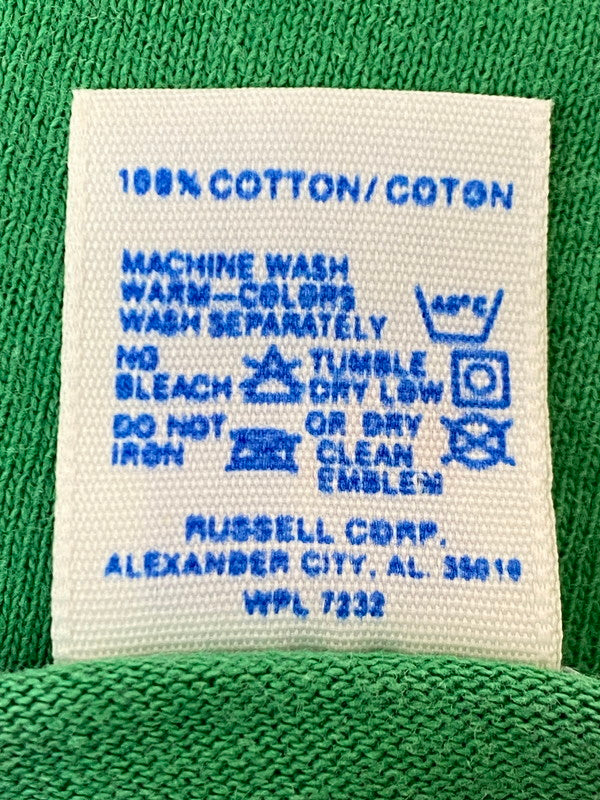 100% COTTON/COTON
MACHINE WASH
WARM—COLORS
WASH SEPARATELY
40°C
NO
BLEACH
TUMBLE
DRY LOW
DO NOT
IRON
OR DRY
CLEAN
EMBLEM
RUSSELL CORP.
ALEXANDER CITY, AL. 35010
WPL 7232